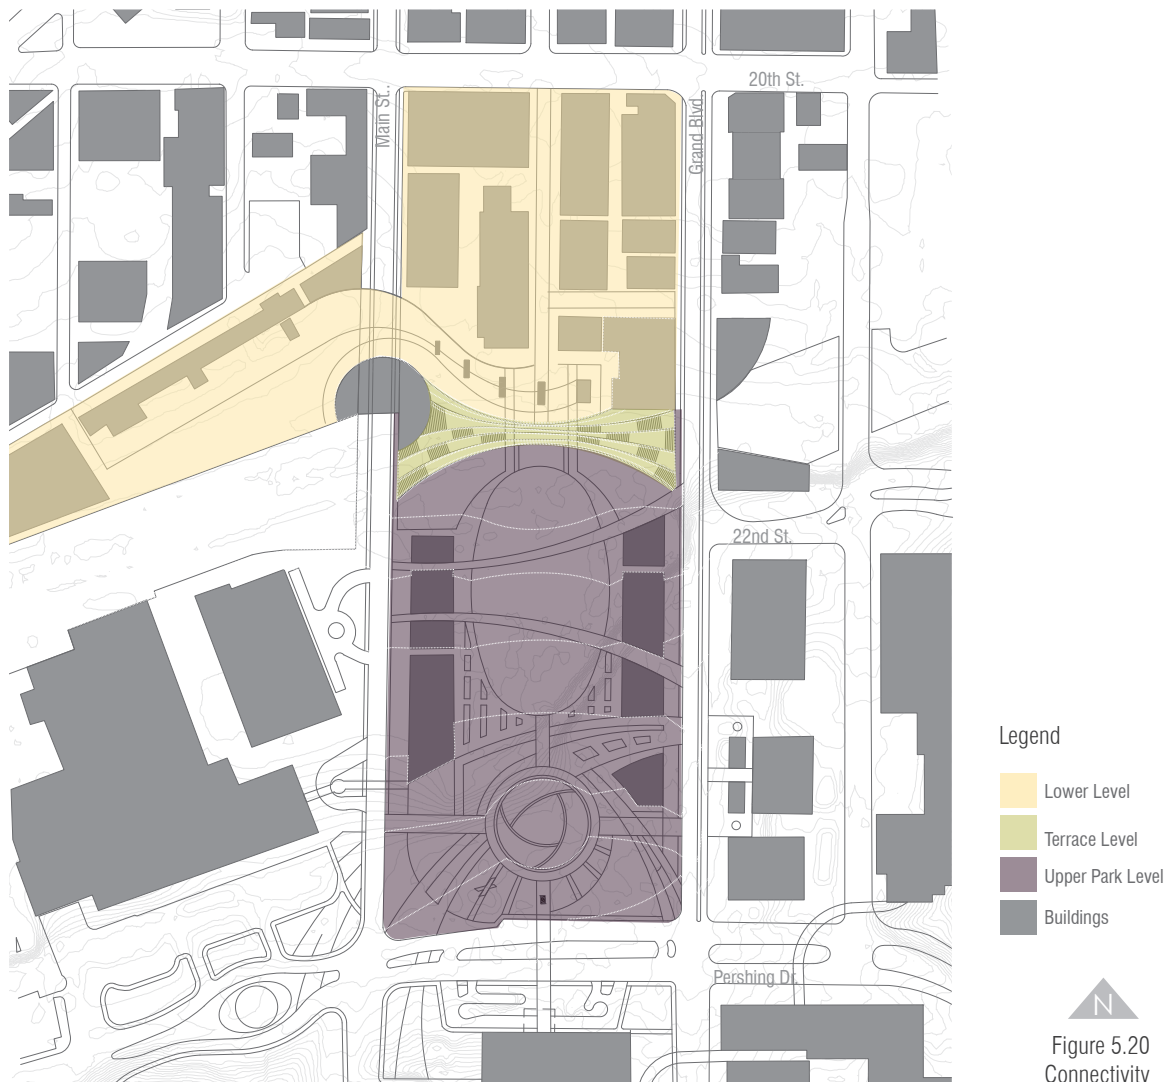 20th St.
Main St..
Grand Blvd.
22nd St.
Pershing Dr.
Legend
Lower Level
Terrace Level
Upper Park Level
Buildings
N
Figure 5.20
Connectivity